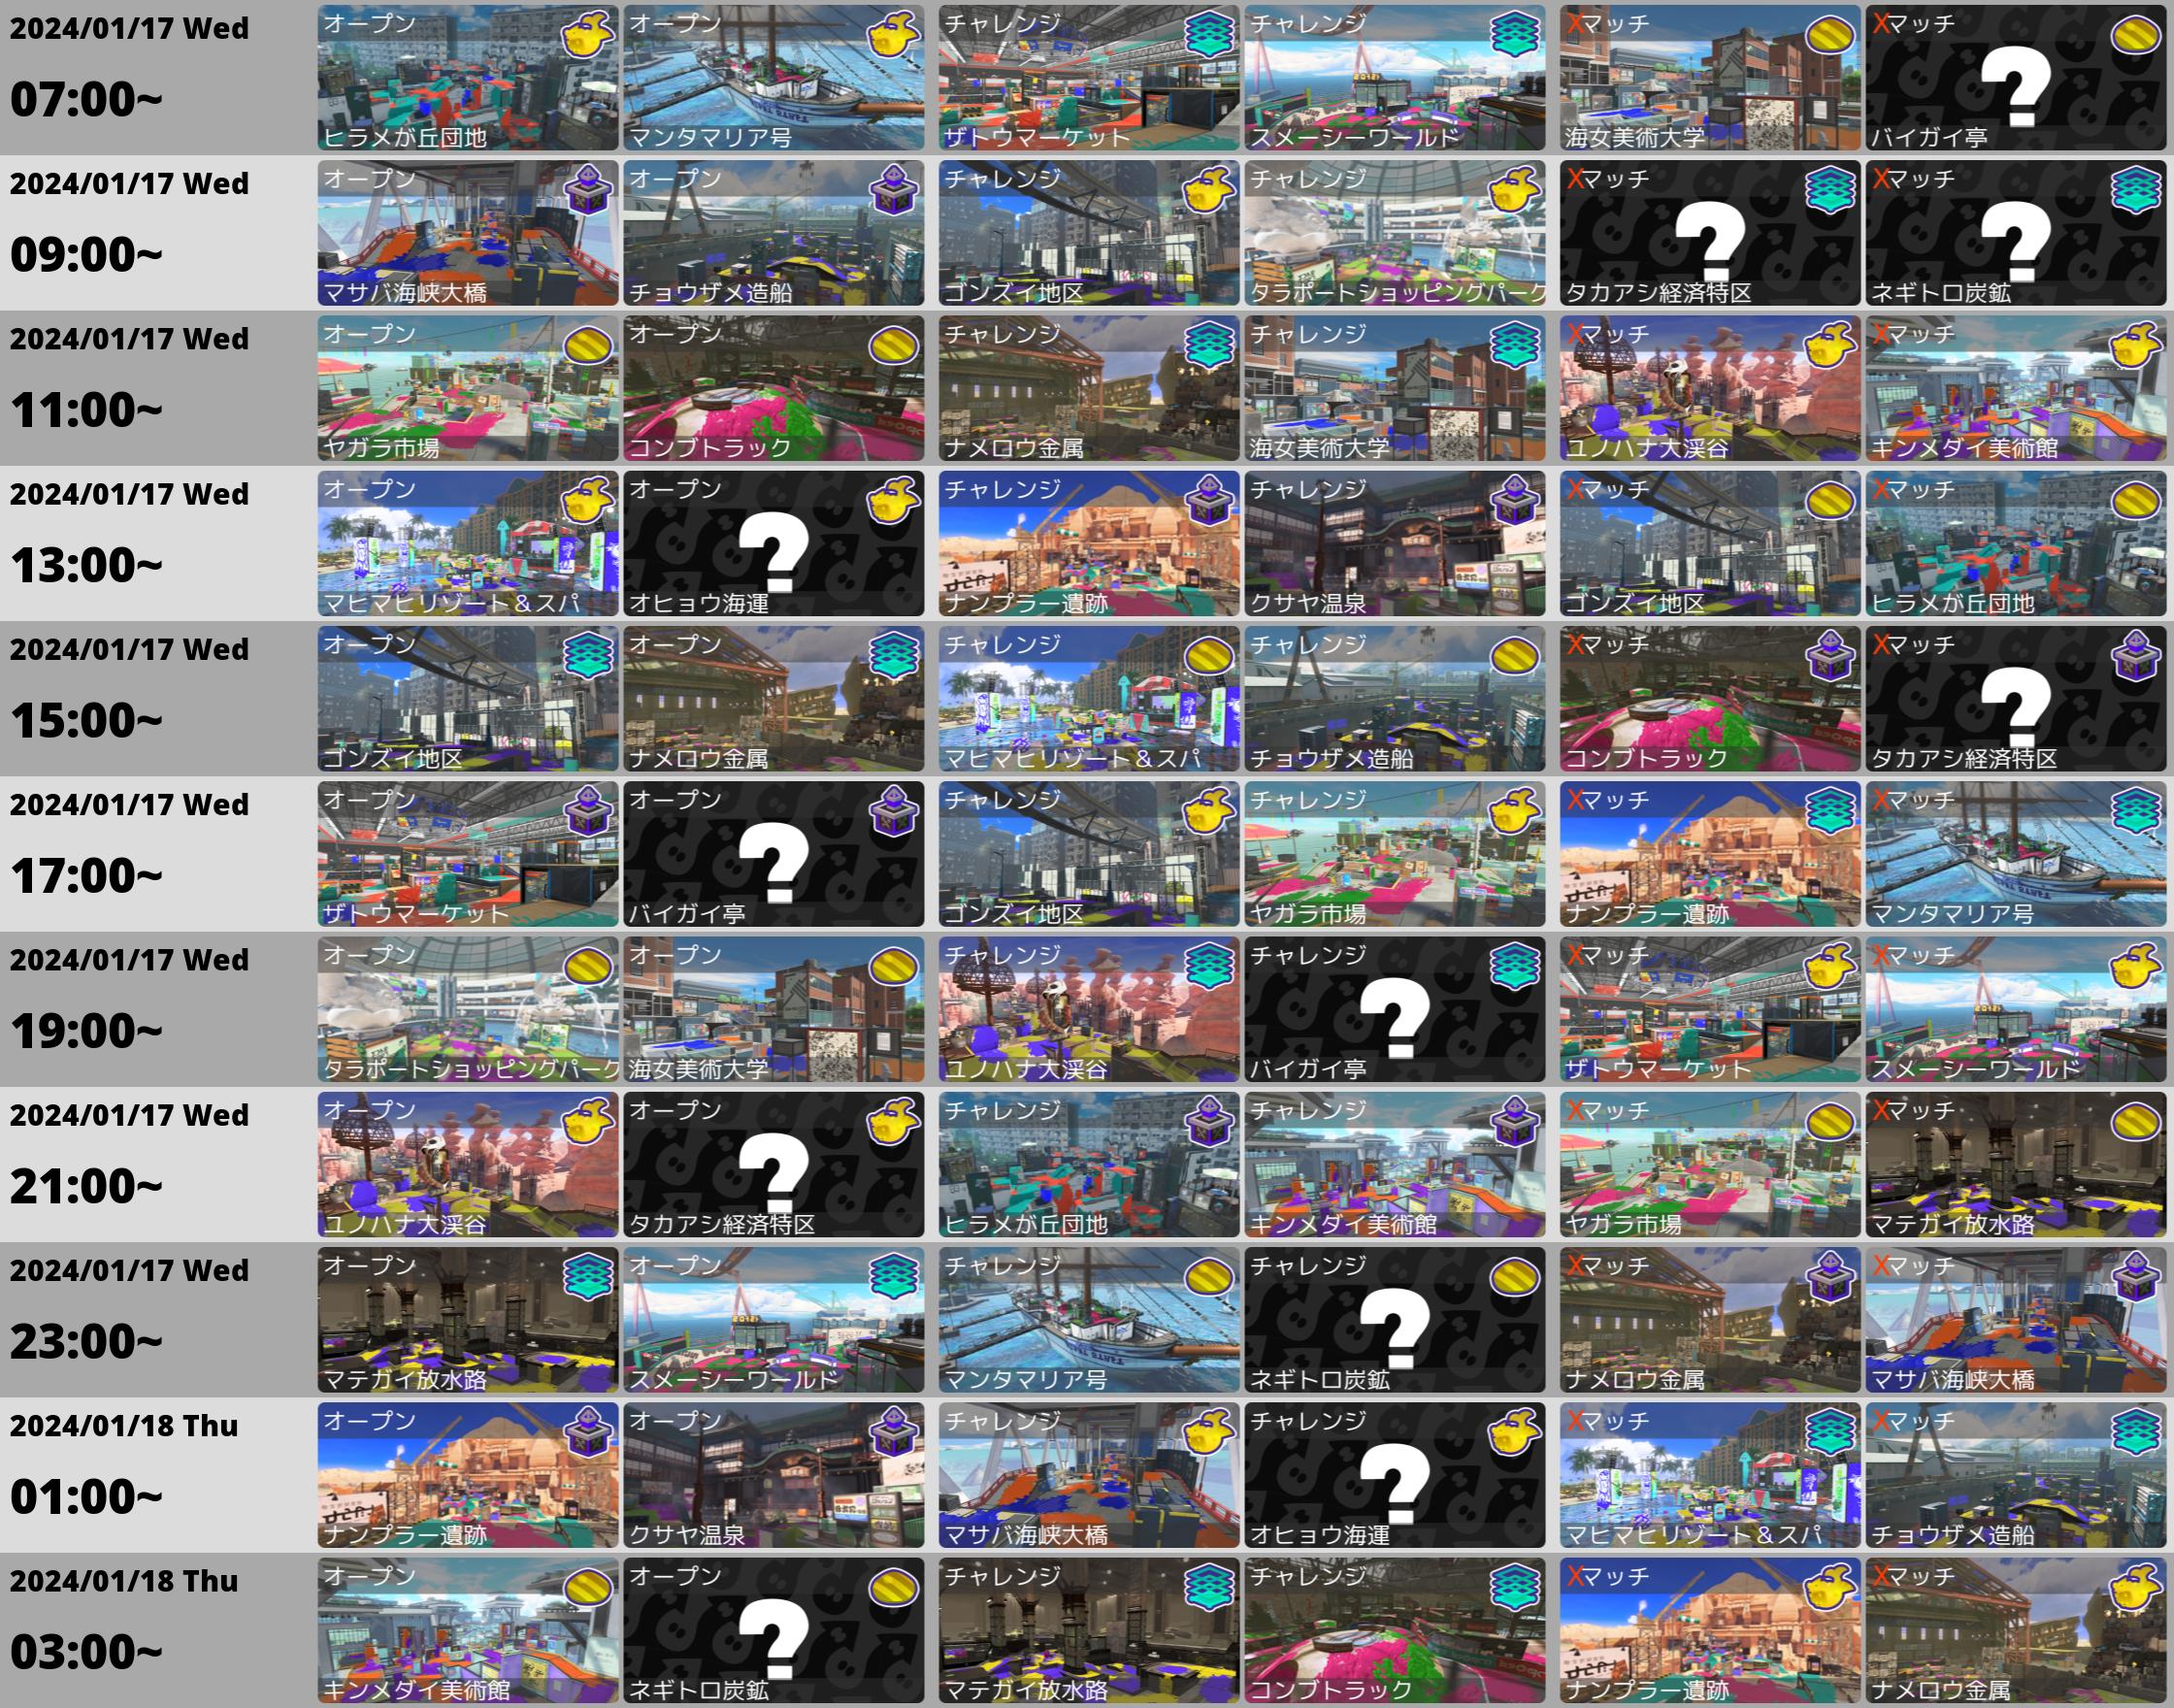 2024/01/17 Wed
07:00~
オープン
ヒラメが丘団地
オープン
マンタマリア号
チャレンジ
ザトウマーケット
チャレンジ
スメーシーワールド
Xマッチ
海女美術大学
Xマッチ
?
バイガイ亭
2024/01/17 Wed
09:00~
オープン
マサバ海峡大橋
オープン
チョウザメ造船
チャレンジ
ゴンズイ地区
チャレンジ
タラポートショッピングパーク
Xマッチ
?
タカアシ経済特区
Xマッチ
?
ネギトロ炭鉱
2024/01/17 Wed
11:00~
オープン
ヤガラ市場
オープン
コンブトラック
チャレンジ
ナメロウ金属
チャレンジ
海女美術大学
Xマッチ
ユノハナ大渓谷
Xマッチ
キンメダイ美術館
2024/01/17 Wed
13:00~
オープン
マヒマヒリゾート&スパ
オープン
?
オヒョウ海運
チャレンジ
ナンプラー遺跡
チャレンジ
クサヤ温泉
Xマッチ
ゴンズイ地区
Xマッチ
ヒラメが丘団地
2024/01/17 Wed
15:00~
オープン
ゴンズイ地区
オープン
ナメロウ金属
チャレンジ
マヒマヒリゾート&スパ
チャレンジ
チョウザメ造船
Xマッチ
コンブトラック
Xマッチ
?
タカアシ経済特区
2024/01/17 Wed
17:00~
オープン
ザトウマーケット
オープン
?
バイガイ亭
チャレンジ
ゴンズイ地区
チャレンジ
ヤガラ市場
Xマッチ
ナンプラー遺跡
Xマッチ
マンタマリア号
2024/01/17 Wed
19:00~
オープン
タラポートショッピングパーク
オープン
海女美術大学
チャレンジ
ユノハナ大渓谷
チャレンジ
?
バイガイ亭
Xマッチ
ザトウマーケット
Xマッチ
スメーシーワールド
2024/01/17 Wed
21:00~
オープン
ユノハナ大渓谷
オープン
?
タカアシ経済特区
チャレンジ
ヒラメが丘団地
チャレンジ
キンメダイ美術館
Xマッチ
ヤガラ市場
Xマッチ
マテガイ放水路
2024/01/17 Wed
23:00~
オープン
マテガイ放水路
オープン
スメーシーワールド
チャレンジ
マンタマリア号
チャレンジ
?
ネギトロ炭鉱
Xマッチ
ナメロウ金属
Xマッチ
マサバ海峡大橋
2024/01/18 Thu
01:00~
オープン
ナンプラー遺跡
オープン
クサヤ温泉
チャレンジ
マサバ海峡大橋
チャレンジ
?
オヒョウ海運
Xマッチ
マヒマヒリゾート&スパ
Xマッチ
チョウザメ造船
2024/01/18 Thu
03:00~
オープン
キンメダイ美術館
オープン
?
ネギトロ炭鉱
チャレンジ
マテガイ放水路
チャレンジ
コンブトラック
Xマッチ
ナンプラー遺跡
Xマッチ
ナメロウ金属